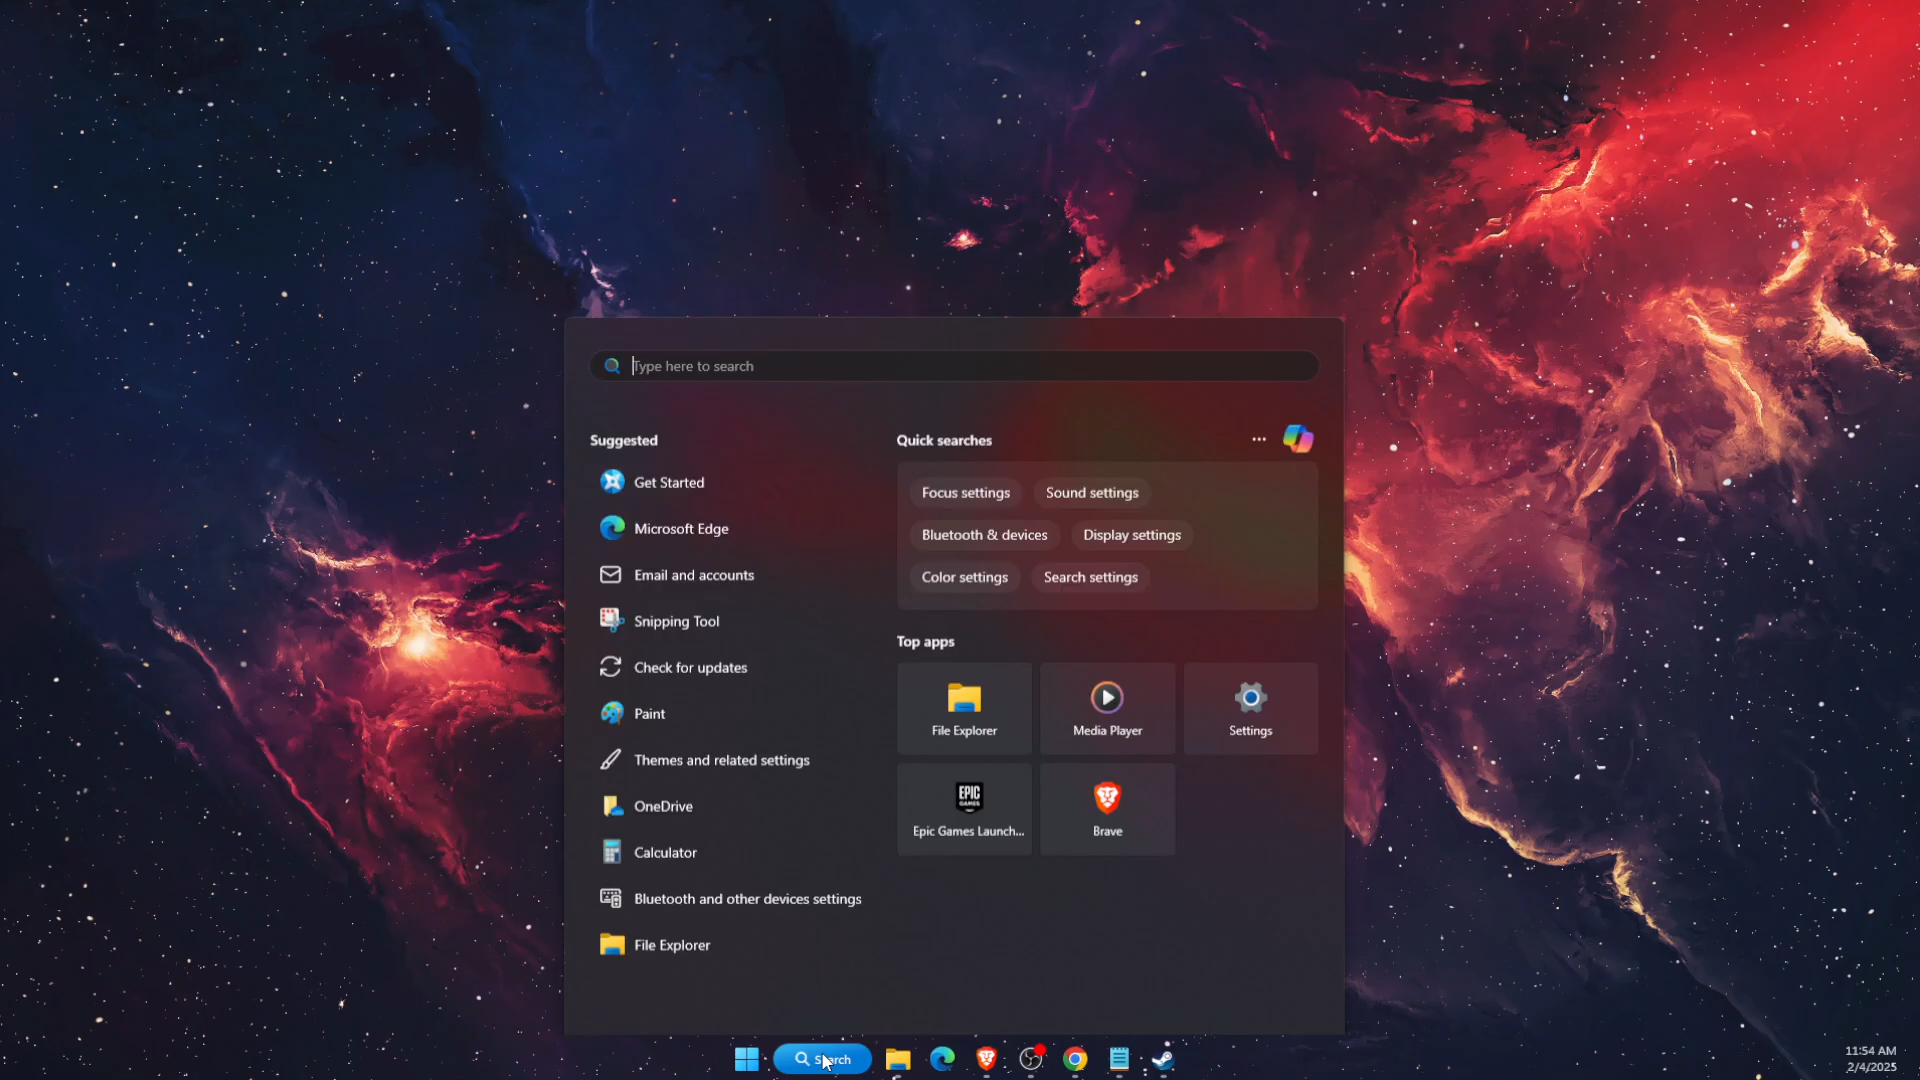 Type here to search
Suggested
Get Started
Microsoft Edge
Email and accounts
Snipping Tool
Check for updates
Paint
Themes and related settings
OneDrive
Calculator
Bluetooth and other devices settings
File Explorer
Quick searches
Focus settings
Sound settings
Bluetooth & devices
Display settings
Color settings
Search settings
Top apps
File Explorer
Media Player
Settings
EPIC
GAMES
Epic Games Launch...
Brave
Search
11:54 AM
2/4/2025